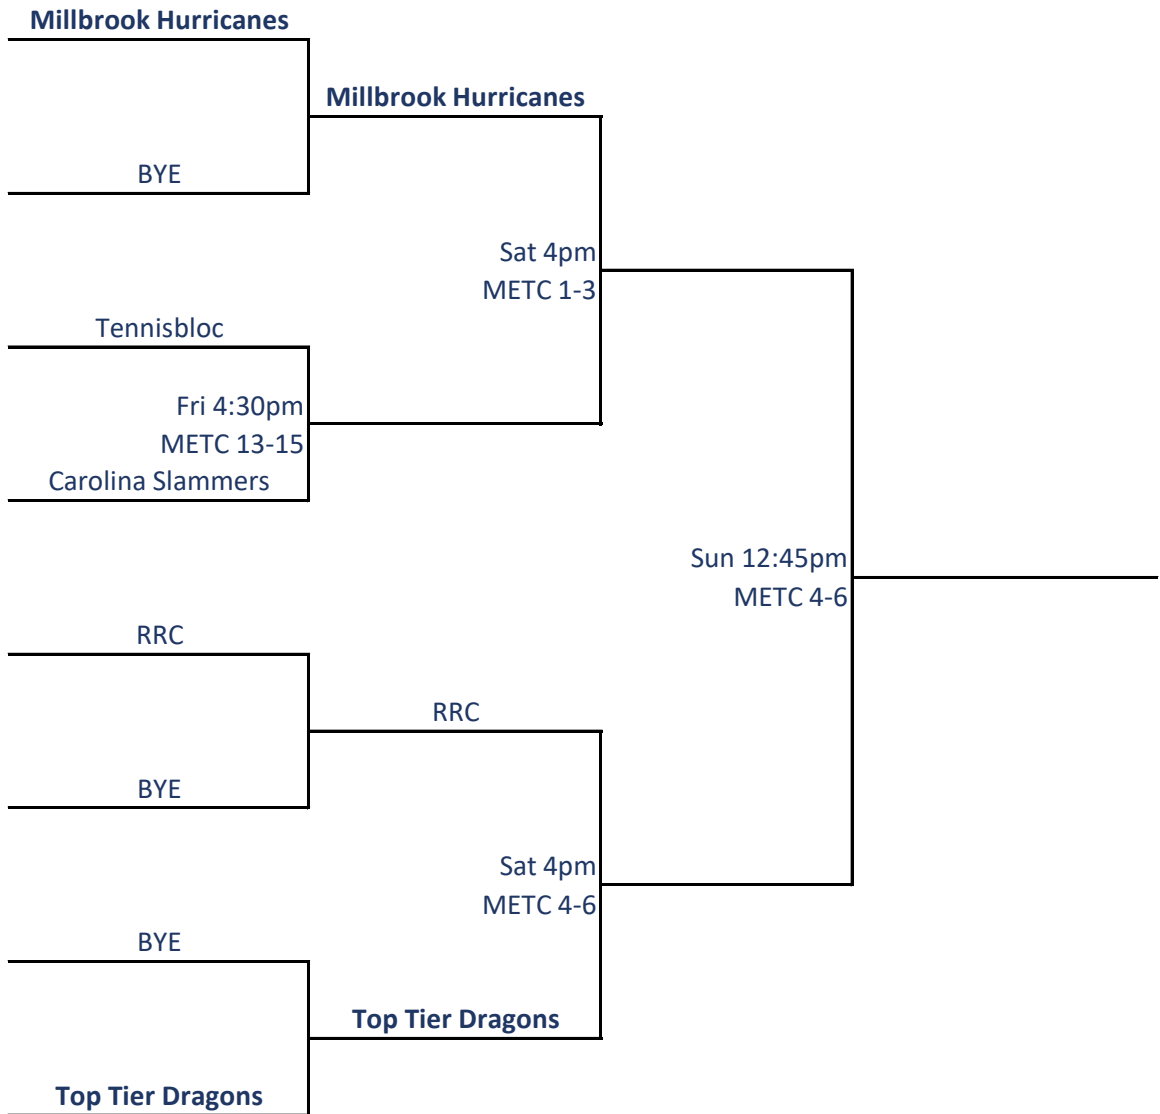 Millbrook Hurricanes
Millbrook Hurricanes
BYE
Sat 4pm
METC 1-3
Tennisbloc
Fri 4:30pm
METC 13-15
Carolina Slammers
Sun 12:45pm
METC 4-6
RRC
RRC
BYE
Sat 4pm
METC 4-6
BYE
Top Tier Dragons
Top Tier Dragons